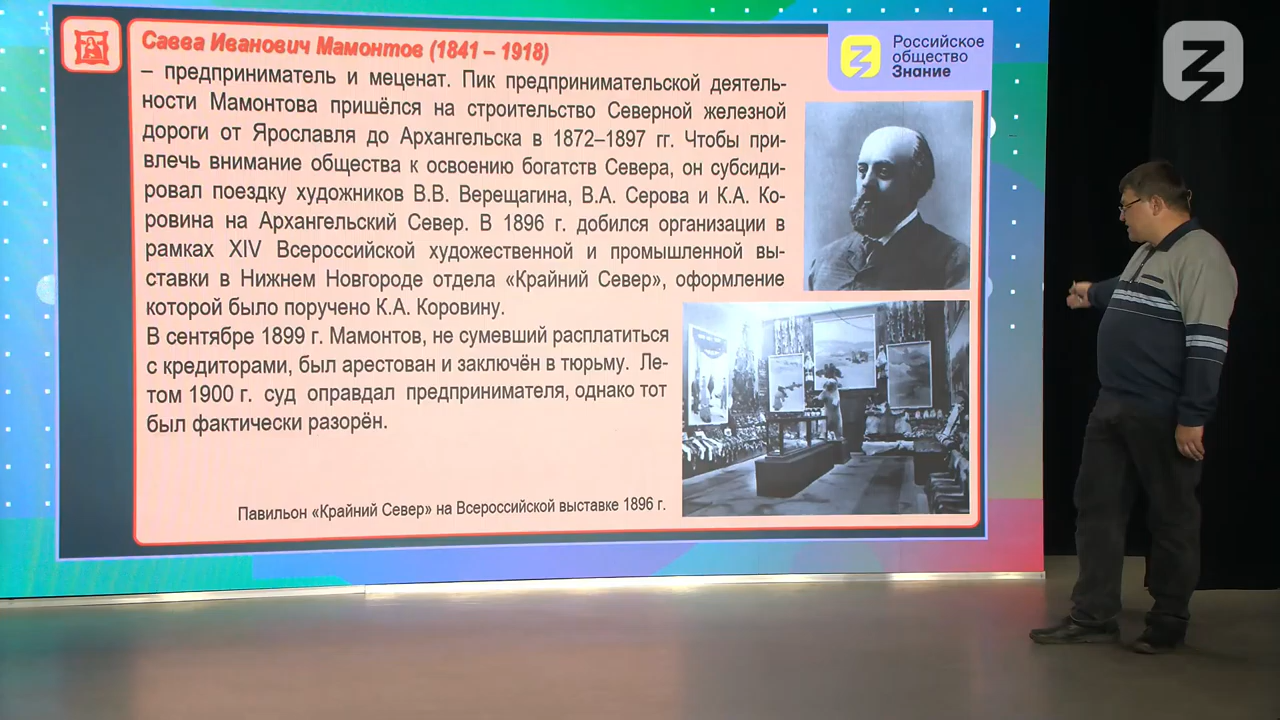 Савва Иванович Мамонтов (1841 – 1918)
– предприниматель и меценат. Пик предпринимательской деятель-
ности Мамонтова пришёлся на строительство Северной железной
дороги от Ярославля до Архангельска в 1872–1897 гг. Чтобы при-
влечь внимание общества к освоению богатств Севера, он субсиди-
ровал поездку художников В.В. Верещагина, В.А. Серова и К.А. Ко-
ровина на Архангельский Север. В 1896 г. добился организации в
рамках XIV Всероссийской художественной и промышленной вы-
ставки в Нижнем Новгороде отдела «Крайний Север», оформление
которой было поручено К.А. Коровину.
В сентябре 1899 г. Мамонтов, не сумевший расплатиться
с кредиторами, был арестован и заключён в тюрьму. Ле-
том 1900 г. суд оправдал предпринимателя, однако тот
был фактически разорён.
Павильон «Крайний Север» на Всероссийской выставке 1896 г.
Российское
общество
Знание